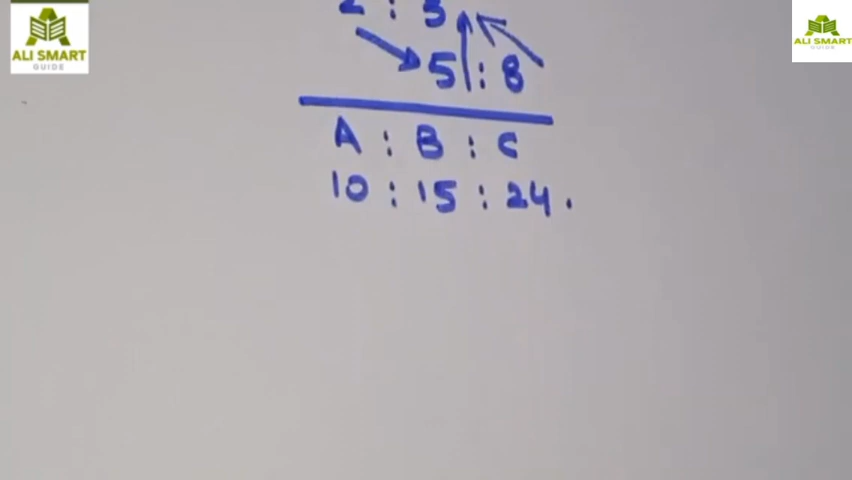 ALI SMART
GUIDE
ALI SMART
GUIDE
2 : 3
5 : 8
A : B : C
10 : 15 : 24.